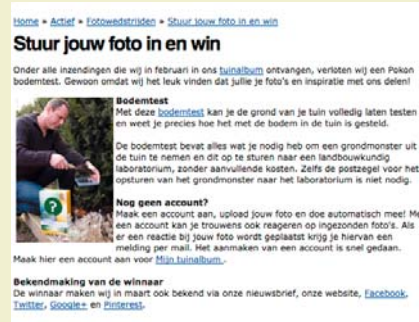 Home » Actief » Fotowedstrijden » Stuur jouw foto in en win
Stuur jouw foto in en win
Onder alle inzendingen die wij in februari in ons tuinalbum ontvangen, verloten wij een Pokon
bodemtest. Gewoon omdat wij het leuk vinden dat jullie je foto's en inspiratie met ons delen!
Bodemtest
Met deze bodemtest kan je de grond van je tuin volledig laten testen
en weet je precies hoe het met de bodem in de tuin is gesteld.
De bodemtest bevat alles wat je nodig heb om een grondmonster uit
de tuin te nemen en dit op te sturen naar een landbouwkundig
laboratorium, zonder aanvullende kosten. Zelfs de postzegel voor het
opsturen van het grondmonster naar het laboratorium is niet nodig.
Nog geen account?
Maak een account aan, upload jouw foto en doe automatisch mee! Me
een account kan je trouwens ook reageren op ingezonden foto's. Als
er een reactie bij jouw foto wordt geplaatst krijg je hiervan een
melding per mail. Het aanmaken van een account is snel gedaan.
Maak hier een account aan voor Mijn tuinalbum .
Bekendmaking van de winnaar
De winnaar maken wij in maart ook bekend via onze nieuwsbrief, onze website, Facebook,
Twitter, Google+ en Pinterest.